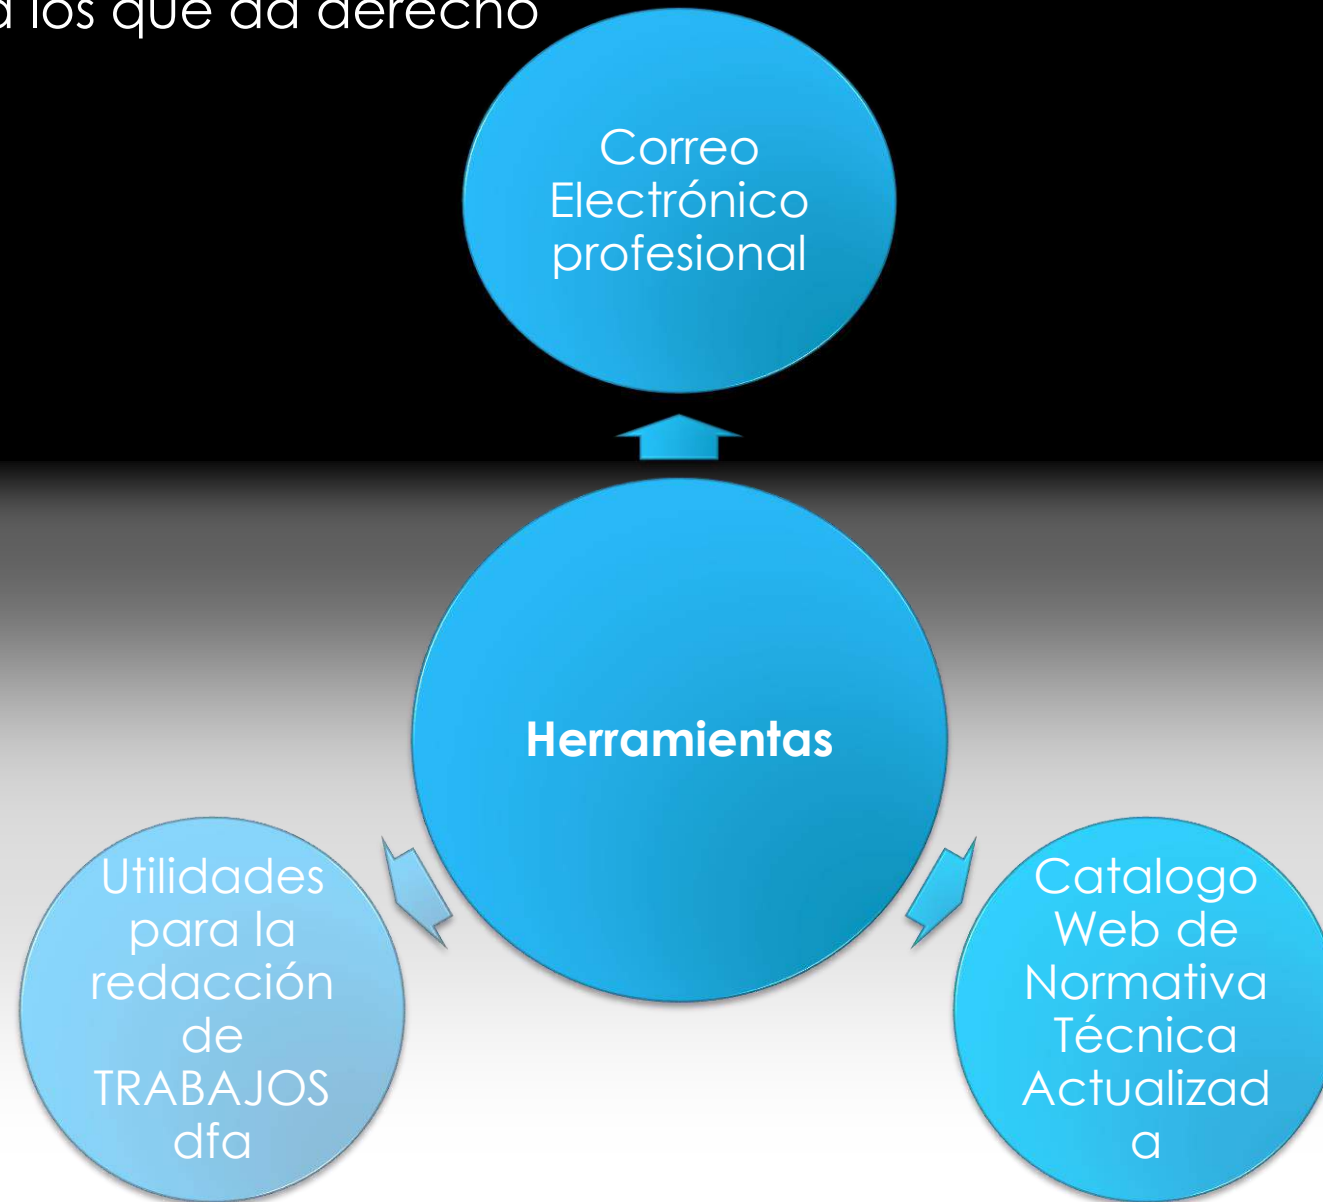 a los que da derecho
Correo
Electrónico
profesional
Herramientas
Utilidades
para la
redacción
de
TRABAJOS
dfa
Catalogo
Web de
Normativa
Técnica
Actualizad
a